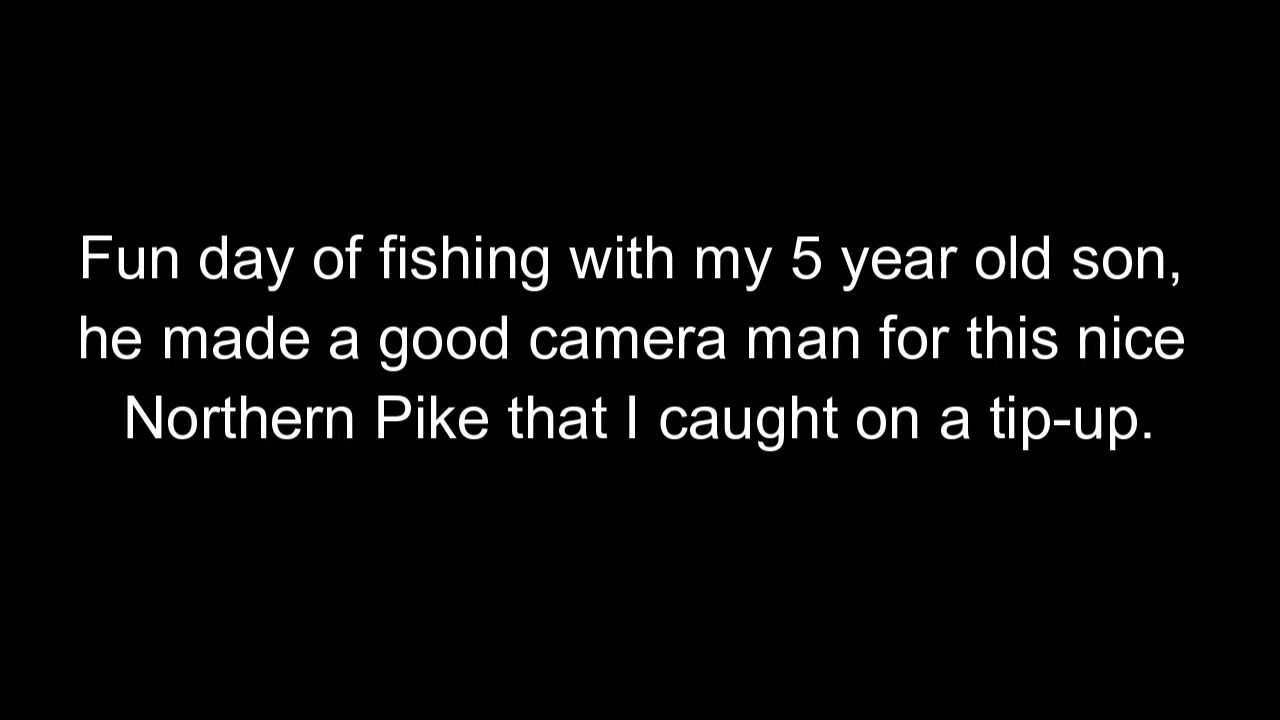 Fun day of fishing with my 5 year old son,
he made a good camera man for this nice
Northern Pike that I caught on a tip-up.